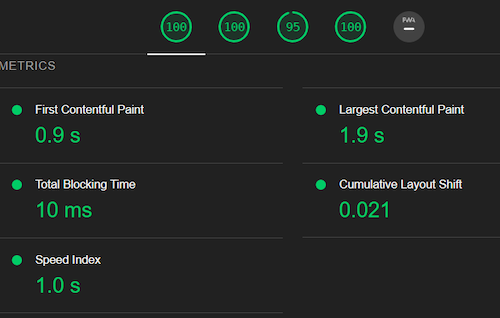 100 100 95 100 PWA
METRICS
First Contentful Paint
0.9 s
Largest Contentful Paint
1.9 s
Total Blocking Time
10 ms
Cumulative Layout Shift
0.021
Speed Index
1.0 s